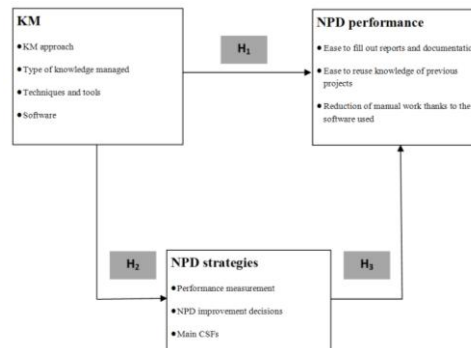 KM
●KM approach
●Type of knowledge managed
●Techniques and tools
●Software
H₁
NPD performance
●Ease to fill out reports and documentatio
●Ease to reuse knowledge of previous
projects
●Reduction of manual work thanks to the
software used
H₂
NPD strategies
●Performance measurement
●NPD improvement decisions
●Main CSFs
H₃